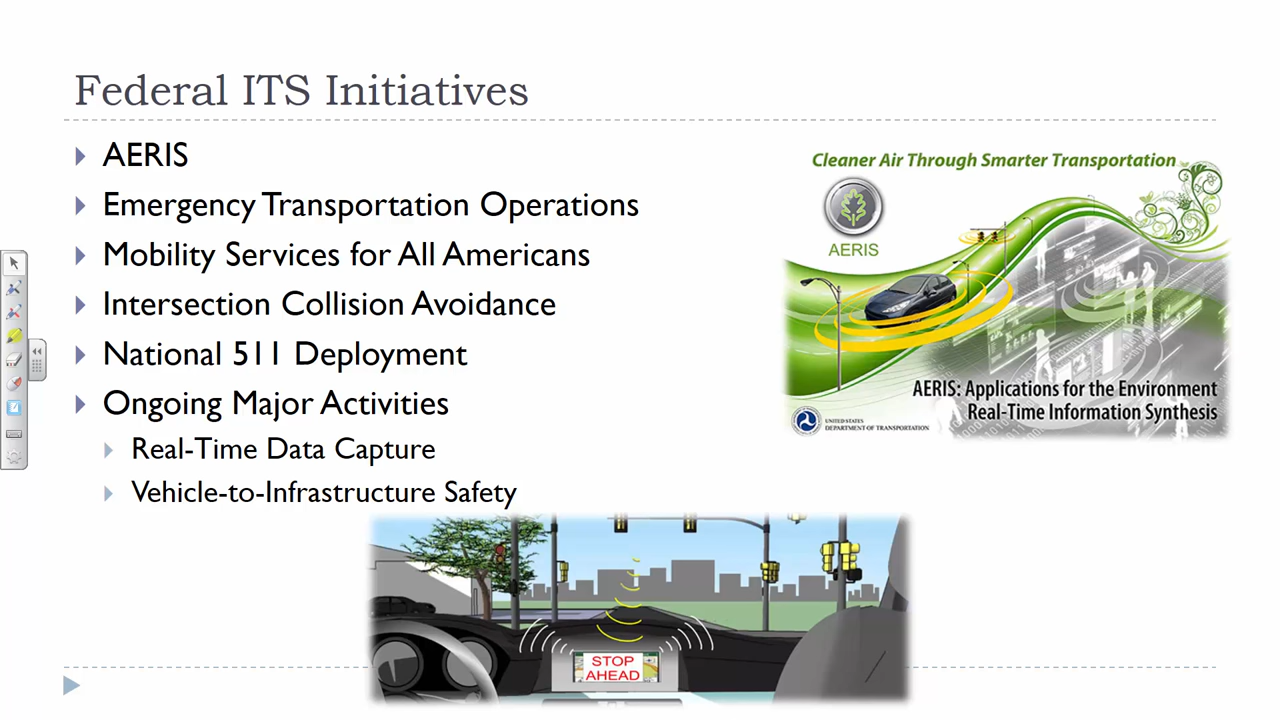 Federal ITS Initiatives
AERIS
Emergency Transportation Operations
Mobility Services for All Americans
Intersection Collision Avoidance
National 511 Deployment
Ongoing Major Activities
Real-Time Data Capture
Vehicle-to-Infrastructure Safety
Cleaner Air Through Smarter Transportation
AERIS
AERIS: Applications for the Environment
Real-Time Information Synthesis
UNITED STATES
DEPARTMENT OF TRANSPORTATION
STOP
AHEAD